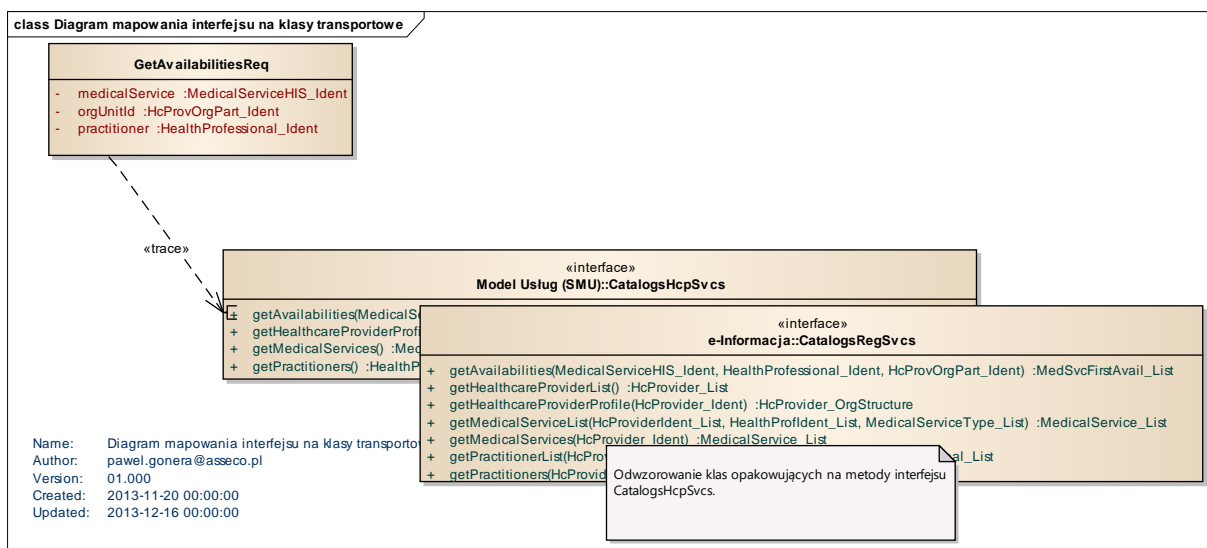 class Diagram mapowania interfejsu na klasy transportowe
GetAvailabilitiesReq
- medicalService :MedicalServiceHIS_Ident
- orgUnitId :HcProvOrgPart_Ident
- practitioner :HealthProfessional_Ident
«trace»
«interface»
Model Usług (SMU)::CatalogsHcpSvcs
+ getAvailabilities(MedicalSe
+ getHealthcareProviderProfi
+ getMedicalServices() :Med
+ getPractitioners() :HealthP
«interface»
e-Informacja::CatalogsRegSvcs
+ getAvailabilities(MedicalServiceHIS_Ident, HealthProfessional_Ident, HcProvOrgPart_Ident) :MedSvcFirstAvail_List
+ getHealthcareProviderList() :HcProvider_List
+ getHealthcareProviderProfile(HcProvider_Ident) :HcProvider_OrgStructure
+ getMedicalServiceList(HcProviderIdent_List, HealthProfIdent_List, MedicalServiceType_List) :MedicalService_List
+ getMedicalServices(HcProvider_Ident) :MedicalService_List
+ getPractitionerList(HcProv al_List
+ getPractitioners(HcProvid
Odwzorowanie klas opakowujących na metody interfejsu
CatalogsHcpSvcs.
Name: Diagram mapowania interfejsu na klasy transportow
Author: pawel.gonera@asseco.pl
Version: 01.000
Created: 2013-11-20 00:00:00
Updated: 2013-12-16 00:00:00